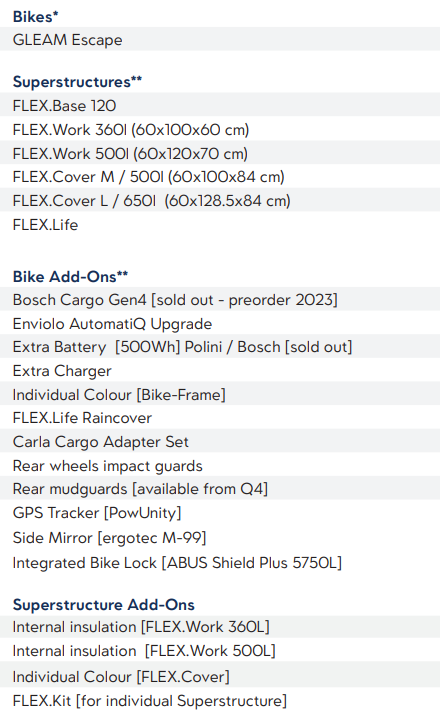 Bikes*
GLEAM Escape
Superstructures**
FLEX.Base 120
FLEX.Work 360l (60x100x60 cm)
FLEX.Work 500l (60x120x70 cm)
FLEX.Cover M / 500l (60x100x84 cm)
FLEX.Cover L / 650l (60x128.5x84 cm)
FLEX.Life
Bike Add-Ons**
Bosch Cargo Gen4 [sold out - preorder 2023]
Enviolo AutomatiQ Upgrade
Extra Battery [500Wh] Polini / Bosch [sold out]
Extra Charger
Individual Colour [Bike-Frame]
FLEX.Life Raincover
Carla Cargo Adapter Set
Rear wheels impact guards
Rear mudguards [available from Q4]
GPS Tracker [PowUnity]
Side Mirror [ergotec M-99]
Integrated Bike Lock [ABUS Shield Plus 5750L]
Superstructure Add-Ons
Internal insulation [FLEX.Work 360L]
Internal insulation [FLEX.Work 500L]
Individual Colour [FLEX.Cover]
FLEX.Kit [for individual Superstructure]